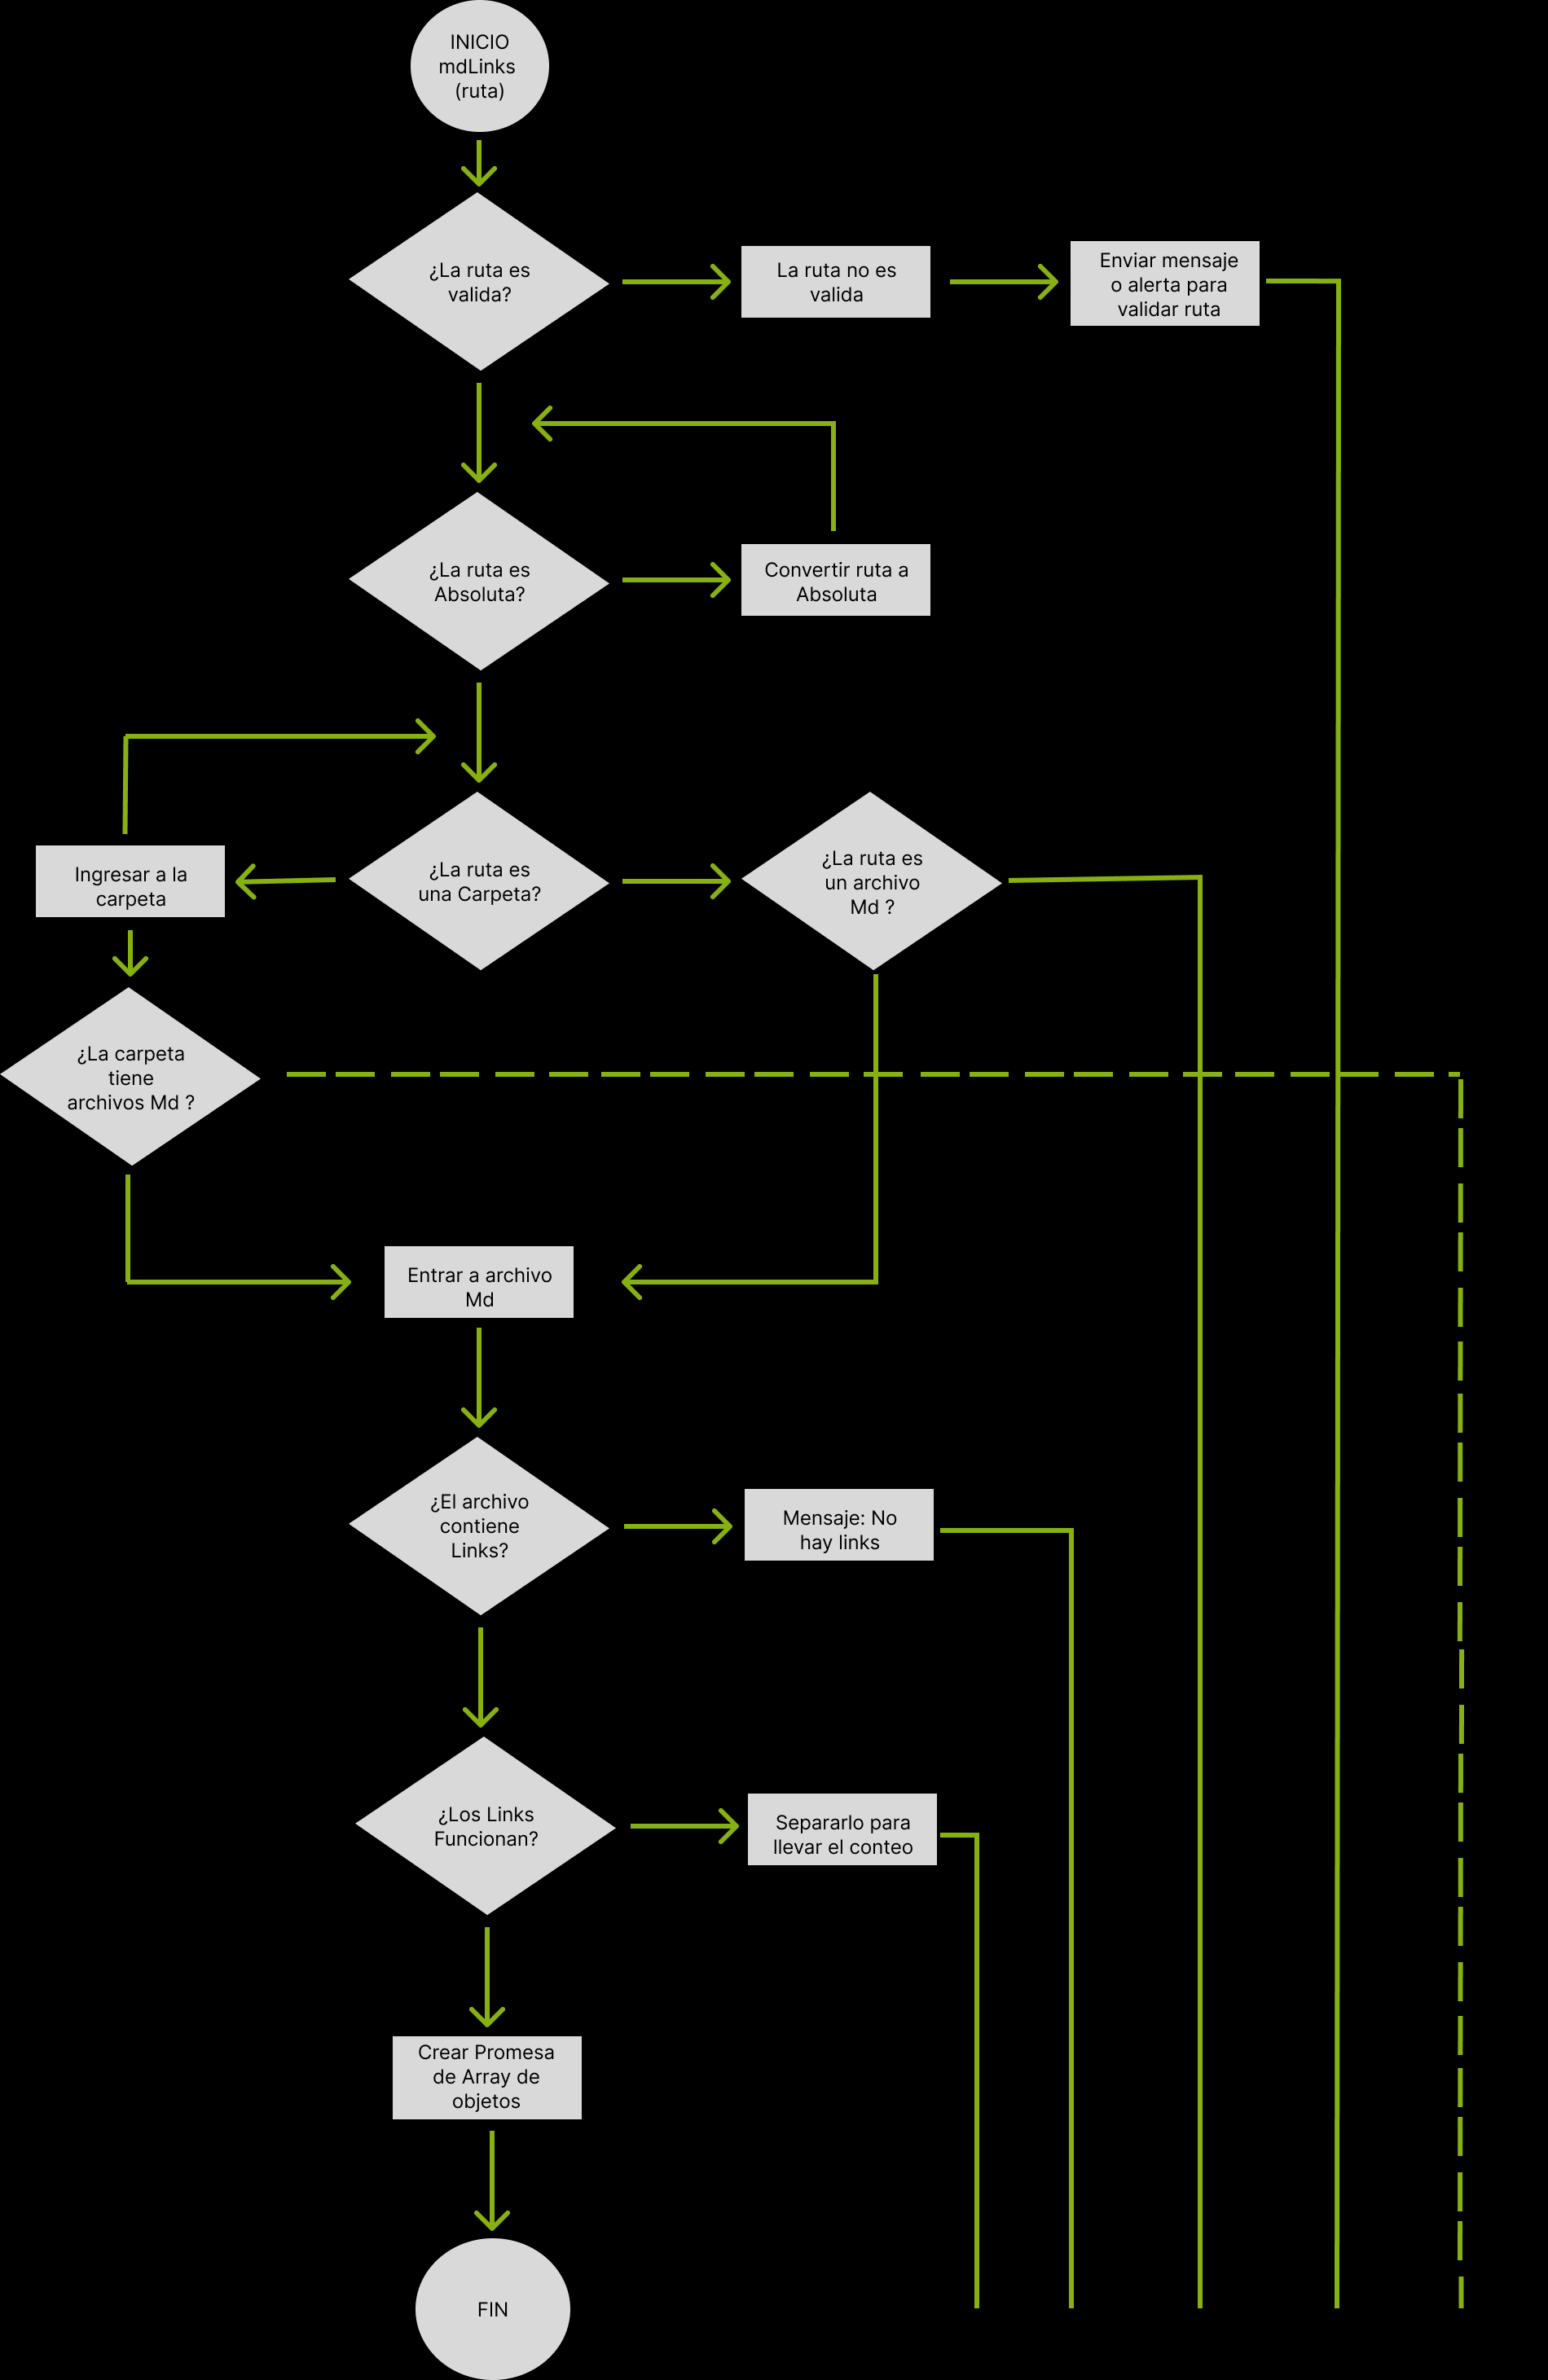 INICIO
mdLinks
(ruta)
¿La ruta es
valida?
La ruta no es
valida
Enviar mensaje
o alerta para
validar ruta
¿La ruta es
Absoluta?
Convertir ruta a
Absoluta
Ingresar a la
carpeta
¿La ruta es
una Carpeta?
¿La ruta es
un archivo
Md ?
¿La carpeta
tiene
archivos Md ?
Entrar a archivo
Md
¿El archivo
contiene
Links?
Mensaje: No
hay links
¿Los Links
Funcionan?
Separarlo para
llevar el conteo
Crear Promesa
de Array de
objetos
FIN